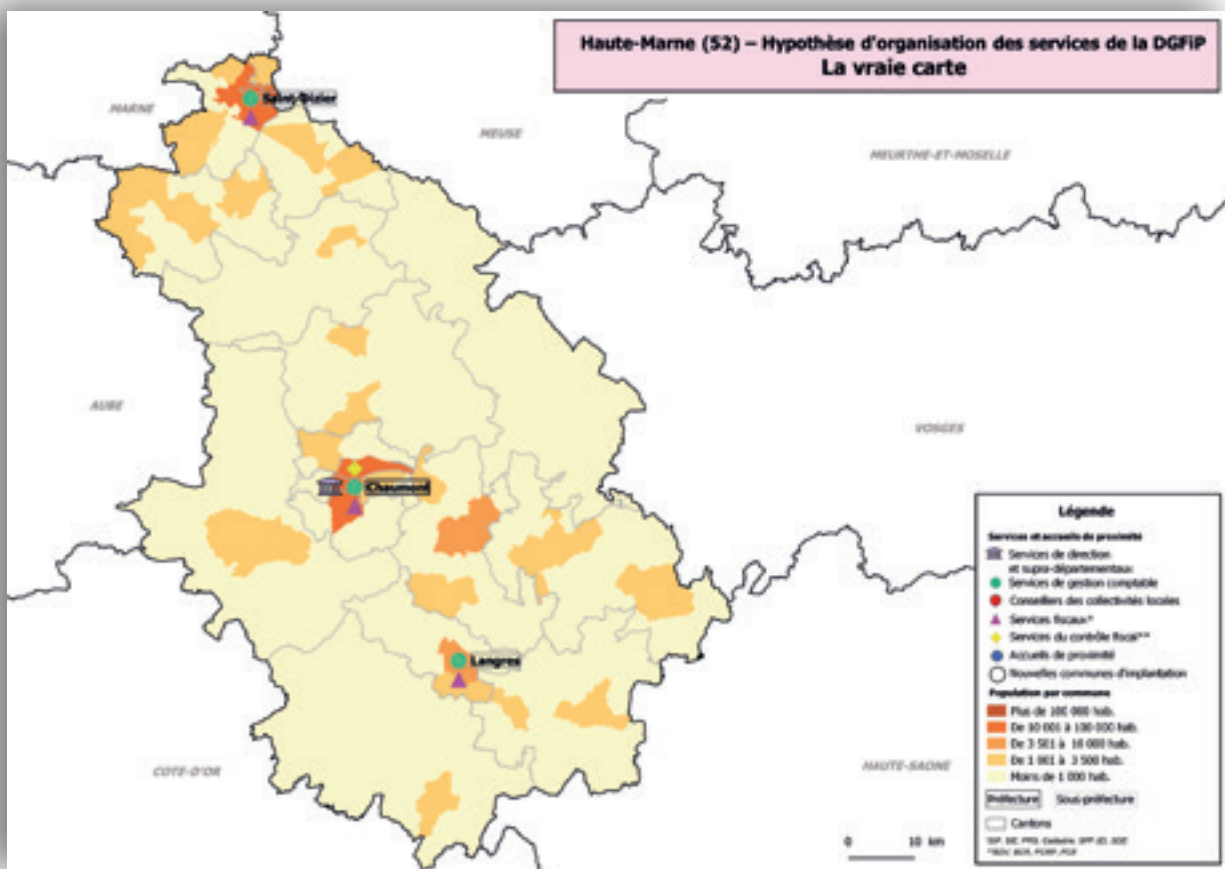 Haute-Marne (52) – Hypothèse d'organisation des services de la DGFiP
La vraie carte
Saint-Dizier
MARNE
MEUSE
MEURTHE-ET-MOSELLE
AUBE
VOSGES
Chaumont
Langres
COTE-D'OR
HAUTE-SAONE
0 10 km
Légende
Services et accueils de proximité
Services de direction
et supra-départementaux
Services de gestion comptable
Conseillers des collectivités locales
Services fiscaux*
Services du contrôle fiscal**
Accueils de proximité
Nouvelles communes d'implantation
Population par commune
Plus de 100 000 hab.
De 10 001 à 100 000 hab.
De 3 501 à 10 000 hab.
De 1 001 à 3 500 hab.
Moins de 1 000 hab.
Préfecture Sous-préfecture
Cantons